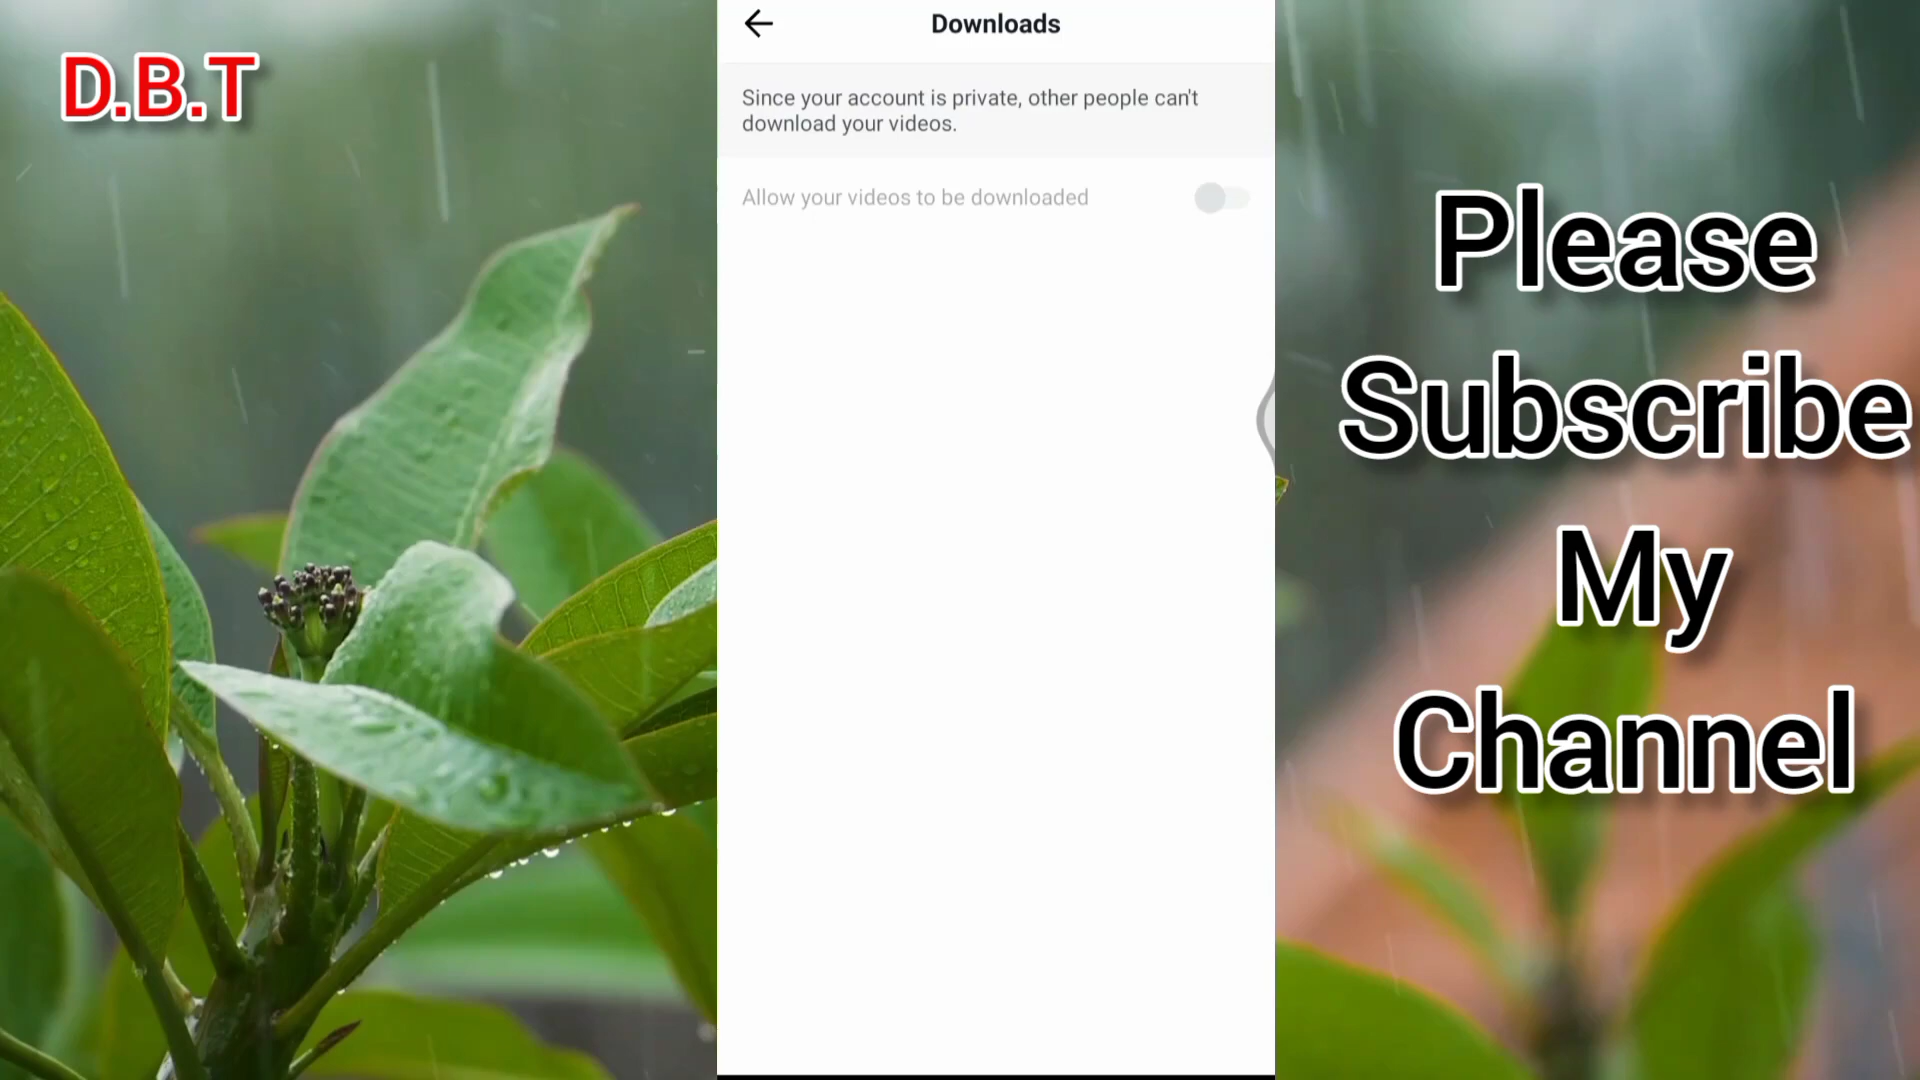 D.B.T
Downloads
Since your account is private, other people can't
download your videos.
Allow your videos to be downloaded
Please
Subscribe
My
Channel